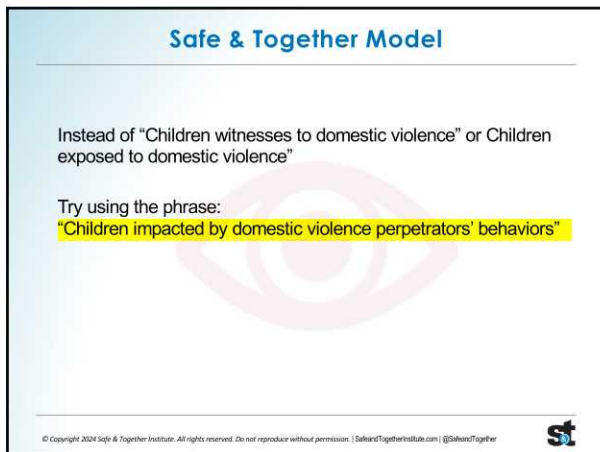 Safe & Together Model
Instead of “Children witnesses to domestic violence” or Children
exposed to domestic violence”
Try using the phrase:
“Children impacted by domestic violence perpetrators’ behaviors”
© Copyright 2024 Safe & Together Institute. All rights reserved. Do not reproduce without permission. | SafeandTogetherInstitute.com | @SafeandTogether
s&t